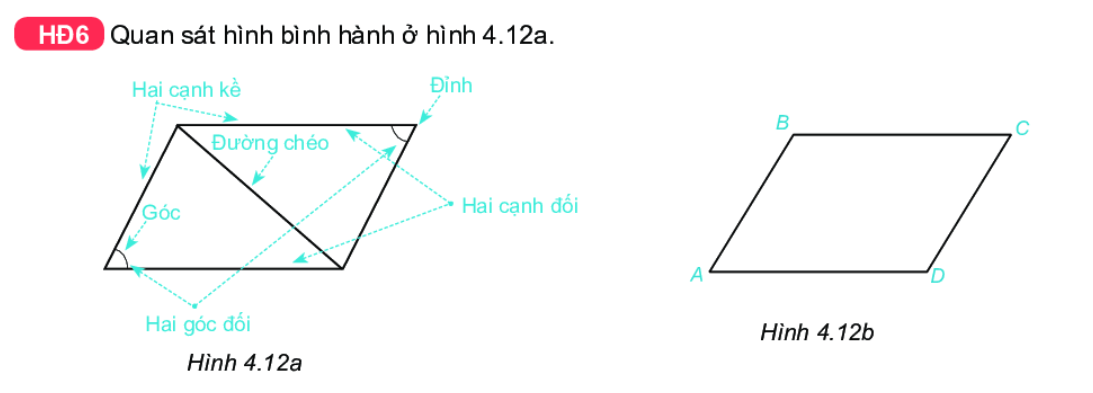 HĐ6 Quan sát hình bình hành ở hình 4.12a.
Hai cạnh kề
Đỉnh
Đường chéo
Góc
Hai cạnh đối
Hai góc đối
Hình 4.12a
B
C
A
D
Hình 4.12b